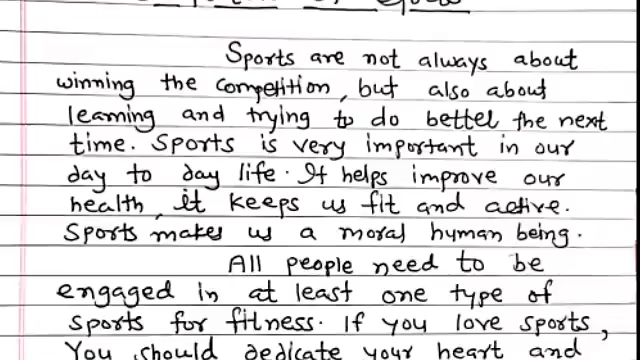 Sports are not always about
winning the competition, but also about
learning and trying to do better the next
time. Sports is very important in our
day to day life. It helps improve our
health, it keeps us fit and active.
Sports makes us a moral human being.
All people need to be
engaged in at least one type of
sports for fitness. If you love sports,
You should dedicate your heart and